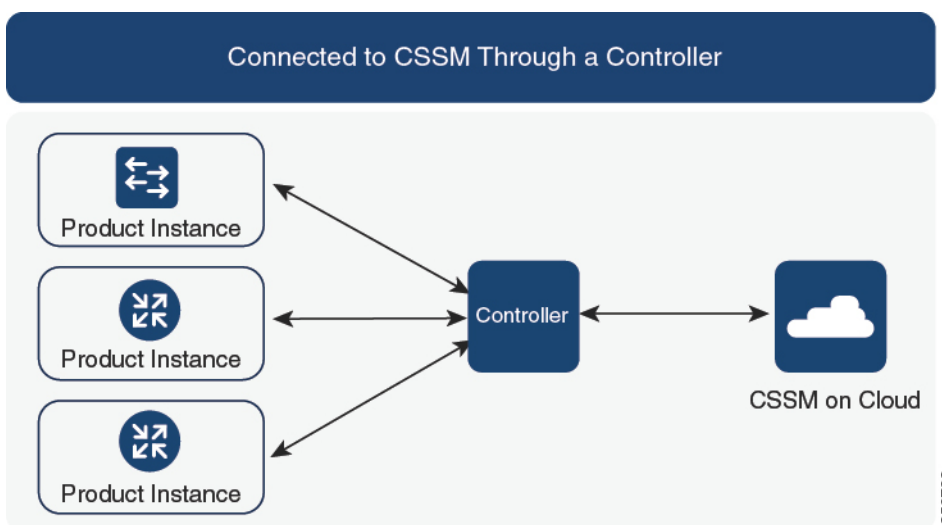 Connected to CSSM Through a Controller
Product Instance
Product Instance
Product Instance
Controller
CSSM on Cloud